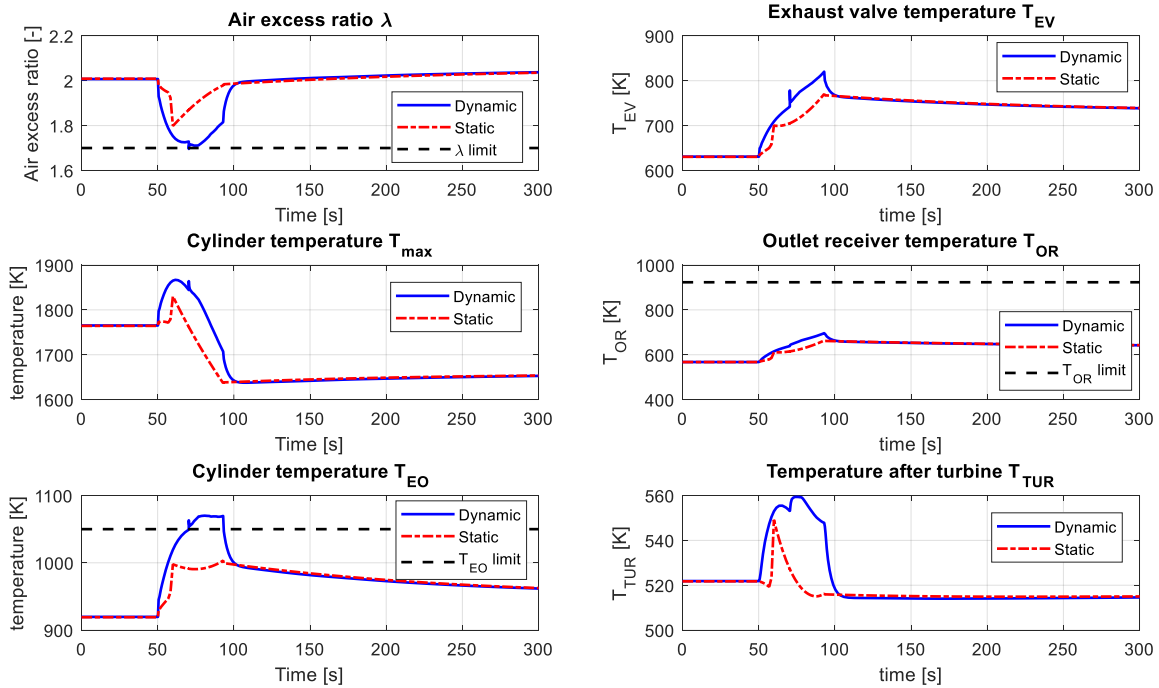 Air excess ratio λ
Air excess ratio [-]
2.2
2
1.8
1.6
Dynamic
Static
λ limit
0 50 100 150 200 250 300
Time [s]
Exhaust valve temperature T_EV
T_EV [K]
900
800
700
600
Dynamic
Static
0 50 100 150 200 250 300
time [s]
Cylinder temperature T_max
temperature [K]
1900
1800
1700
1600
Dynamic
Static
0 50 100 150 200 250 300
Time [s]
Outlet receiver temperature T_OR
T_OR [K]
1000
800
600
400
Dynamic
Static
T_OR limit
0 50 100 150 200 250 300
time [s]
Cylinder temperature T_EO
temperature [K]
1100
1000
900
Dynamic
Static
T_EO limit
0 50 100 150 200 250 300
Time [s]
Temperature after turbine T_TUR
T_TUR [K]
560
540
520
500
Dynamic
Static
0 50 100 150 200 250 300
time [s]